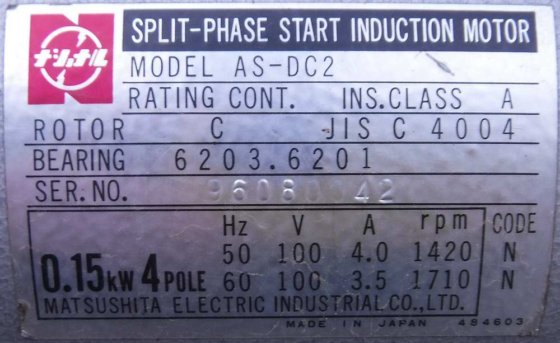 ナショナル
SPLIT-PHASE START INDUCTION MOTOR
MODEL AS-DC2
RATING CONT. INS.CLASS A
ROTOR C JIS C 4004
BEARING 6203.6201
SER.NO.
Hz V A rpm CODE
50 100 4.0 1420 N
0.15kW 4 POLE 60 100 3.5 1710 N
MATSUSHITA ELECTRIC INDUSTRIAL CO., LTD.
MADE IN JAPAN 484603